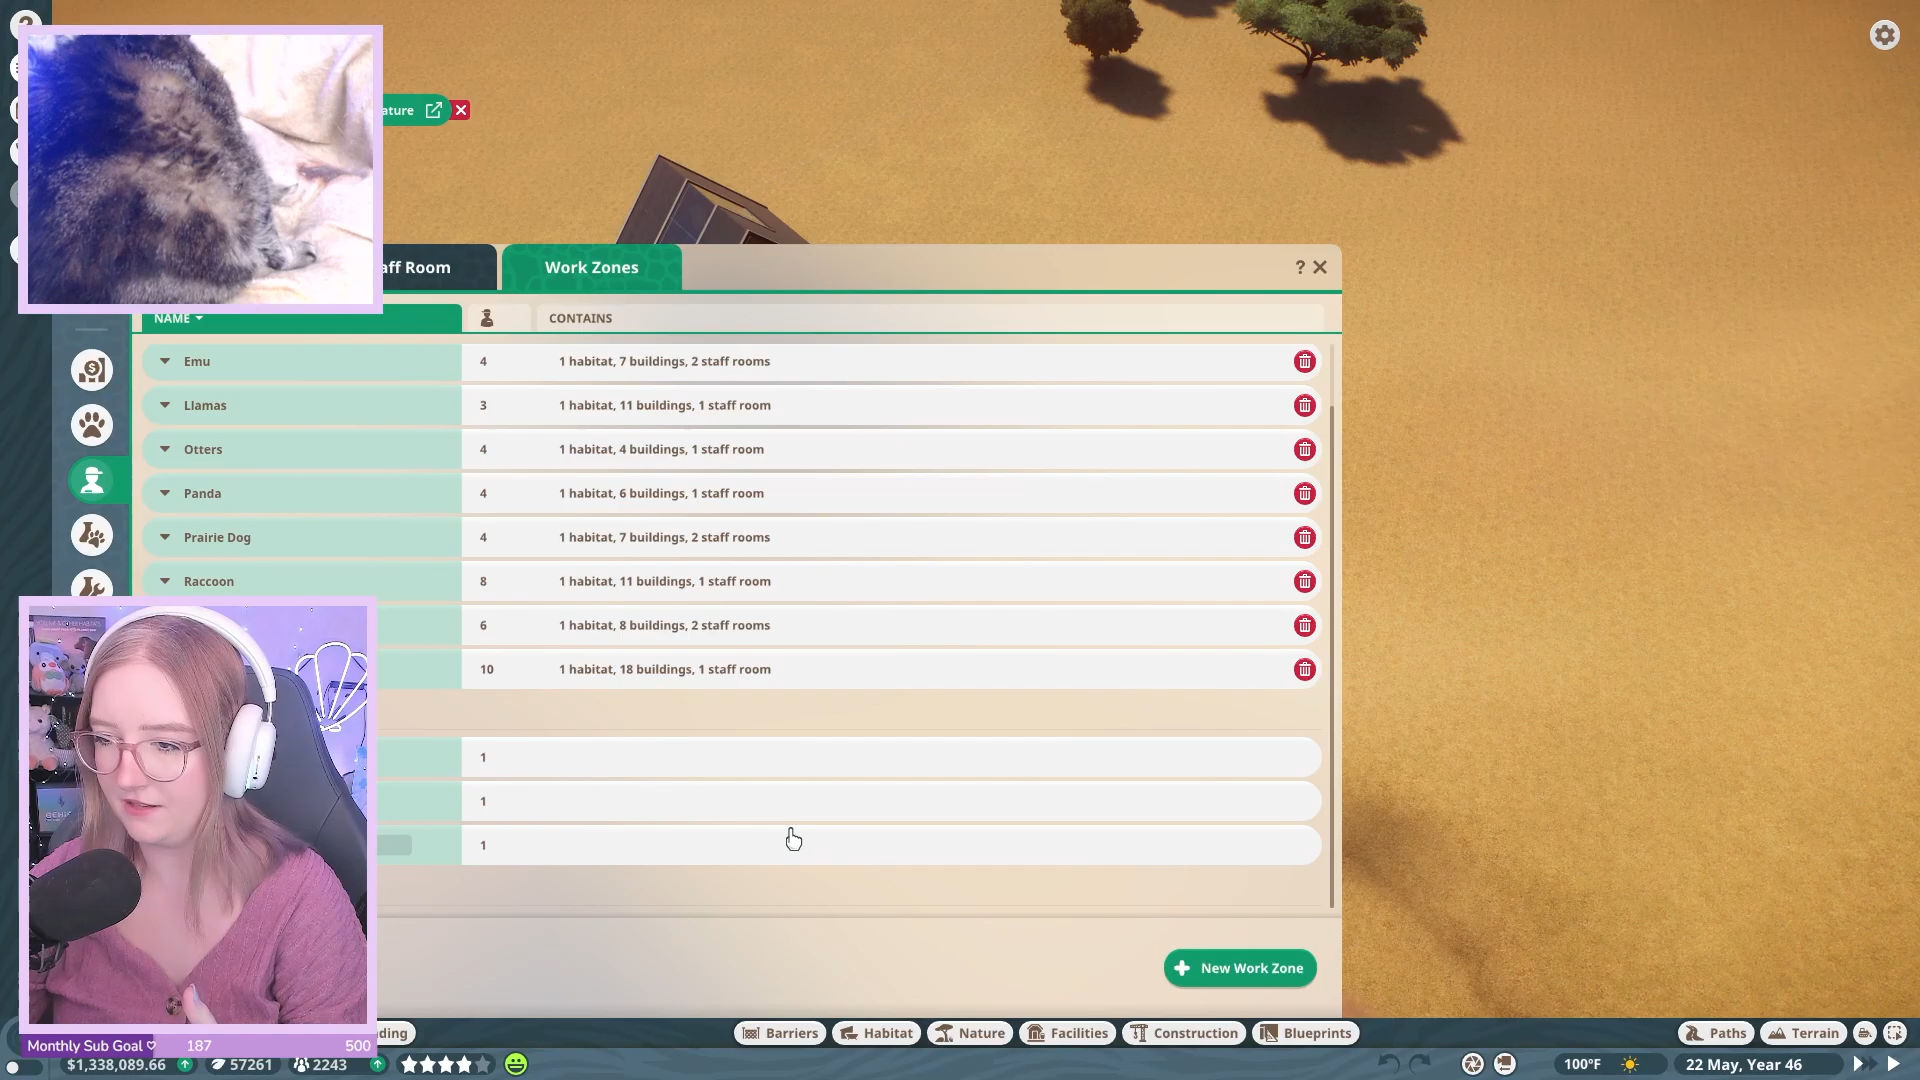 ature
aff Room
Work Zones
?
NAME
CONTAINS
Emu 4 1 habitat, 7 buildings, 2 staff rooms
Llamas 3 1 habitat, 11 buildings, 1 staff room
Otters 4 1 habitat, 4 buildings, 1 staff room
Panda 4 1 habitat, 6 buildings, 1 staff room
Prairie Dog 4 1 habitat, 7 buildings, 2 staff rooms
Raccoon 8 1 habitat, 11 buildings, 1 staff room
6 1 habitat, 8 buildings, 2 staff rooms
10 1 habitat, 18 buildings, 1 staff room
1
1
1
New Work Zone
ding
Barriers
Habitat
Nature
Facilities
Construction
Blueprints
Paths
Terrain
Monthly Sub Goal ♡ 187 500
$1,338,089.66
57261
2243
100°F
22 May, Year 46